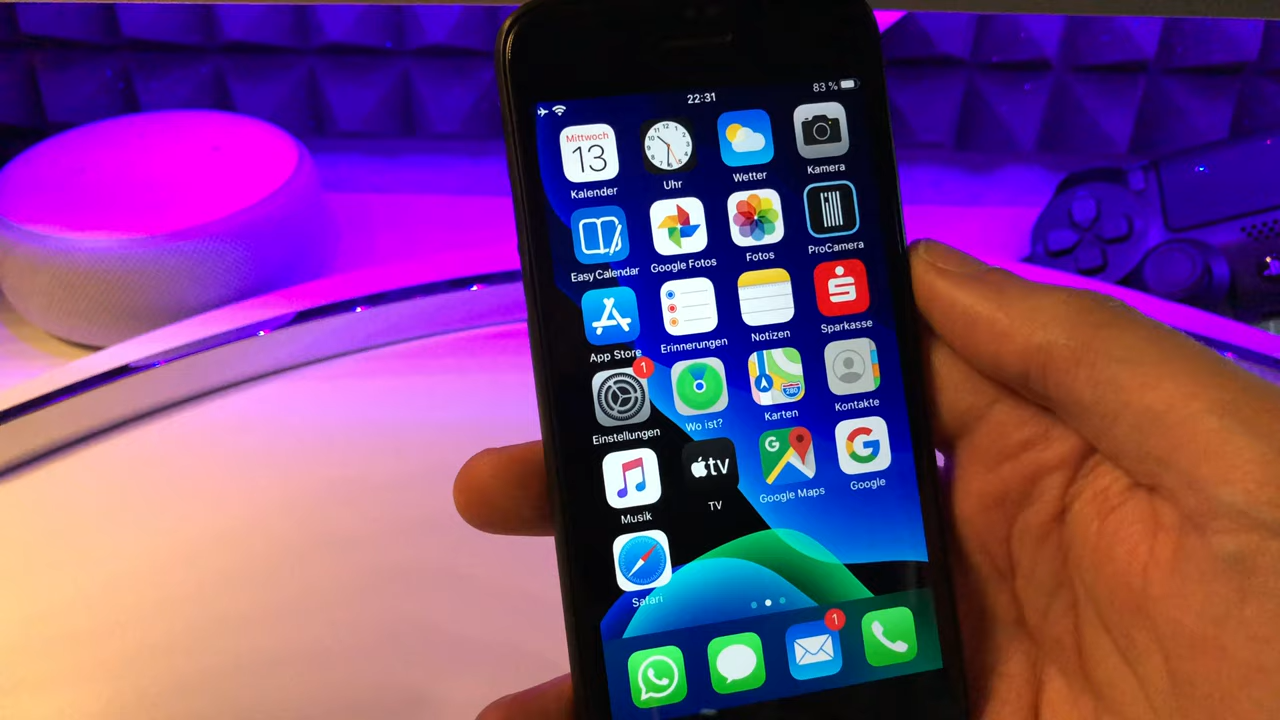 22:31
83 %
Mittwoch
13
Kalender
Uhr
Wetter
Kamera
Easy Calendar
Google Fotos
Fotos
ProCamera
App Store
Erinnerungen
Notizen
Sparkasse
1
Einstellungen
Wo ist?
280
Karten
Kontakte
Musik
tv
TV
G
Google Maps
G
Google
Safari
1